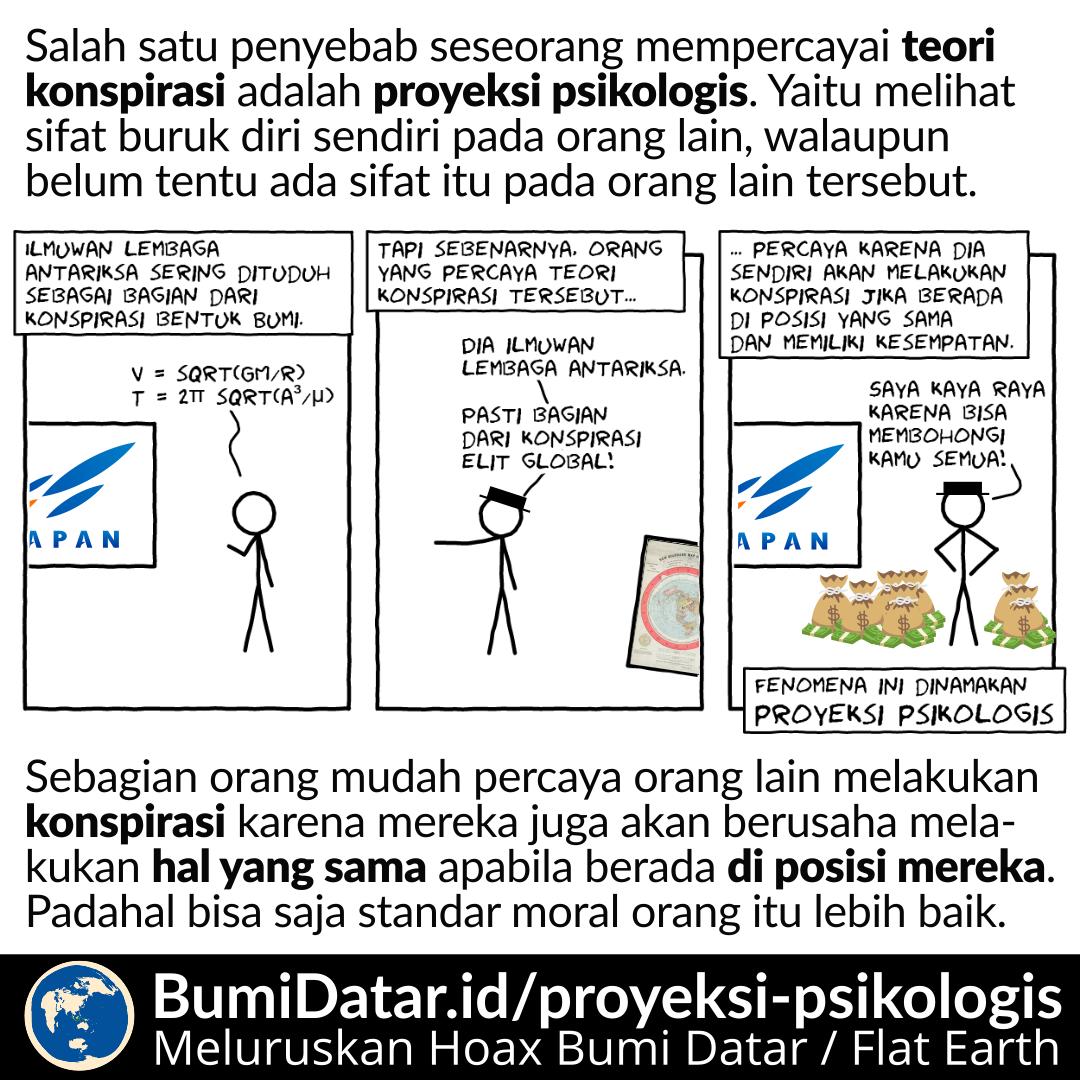 Salah satu penyebab seseorang mempercayai teori
konspirasi adalah proyeksi psikologis. Yaitu melihat
sifat buruk diri sendiri pada orang lain, walaupun
belum tentu ada sifat itu pada orang lain tersebut.
ILMUWAN LEMBAGA
ANTARIKSA SERING DITUDUH
SEBAGAI BAGIAN DARI
KONSPIRASI BENTUK BUMI.
V = SQRT(GM/R)
T = 2π SQRT(A³/μ)
APAN
TAPI SEBENARNYA, ORANG
YANG PERCAYA TEORI
KONSPIRASI TERSEBUT...
DIA ILMUWAN
LEMBAGA ANTARIKSA.
PASTI BAGIAN
DARI KONSPIRASI
ELIT GLOBAL!
... PERCAYA KARENA DIA
SENDIRI AKAN MELAKUKAN
KONSPIRASI JIKA BERADA
DI POSISI YANG SAMA
DAN MEMILIKI KESEMPATAN.
SAYA KAYA RAYA
KARENA BISA
MEMBOHONGI
KAMU SEMUA!
APAN
$ $ $ $ $
FENOMENA INI DINAMAKAN
PROYEKSI PSIKOLOGIS
Sebagian orang mudah percaya orang lain melakukan
konspirasi karena mereka juga akan berusaha mela-
kukan hal yang sama apabila berada di posisi mereka.
Padahal bisa saja standar moral orang itu lebih baik.
BumiDatar.id/proyeksi-psikologis
Meluruskan Hoax Bumi Datar / Flat Earth